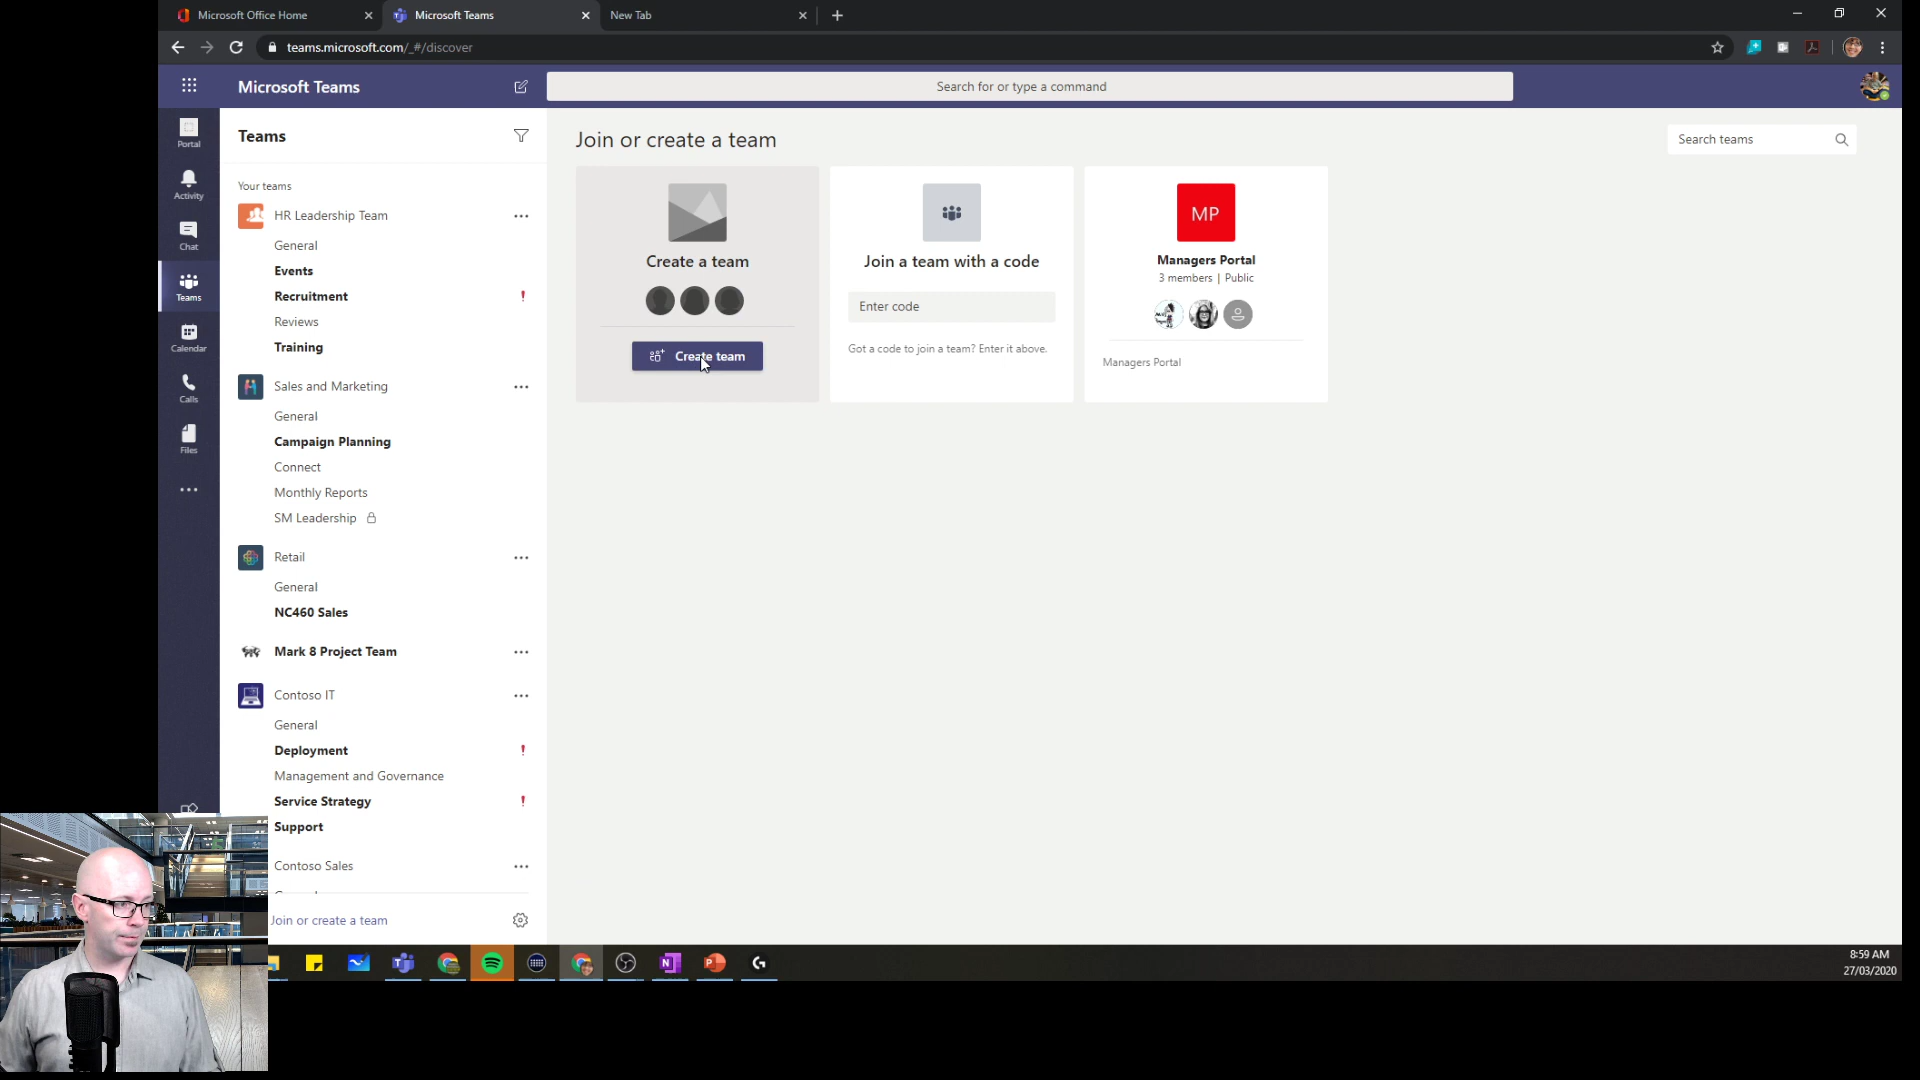 Microsoft Office Home
Microsoft Teams
New Tab
teams.microsoft.com/_#/discover
Microsoft Teams
Search for or type a command
Portal
Activity
Chat
Teams
Calendar
Calls
Files
Teams
Your teams
HR Leadership Team
General
Events
Recruitment
Reviews
Training
Sales and Marketing
General
Campaign Planning
Connect
Monthly Reports
SM Leadership
Retail
General
NC460 Sales
Mark 8 Project Team
Contoso IT
General
Deployment
Management and Governance
Service Strategy
Support
Contoso Sales
Join or create a team
Join or create a team
Search teams
Create a team
Create team
Join a team with a code
Enter code
Got a code to join a team? Enter it above.
MP
Managers Portal
3 members | Public
Managers Portal
8:59 AM
27/03/2020